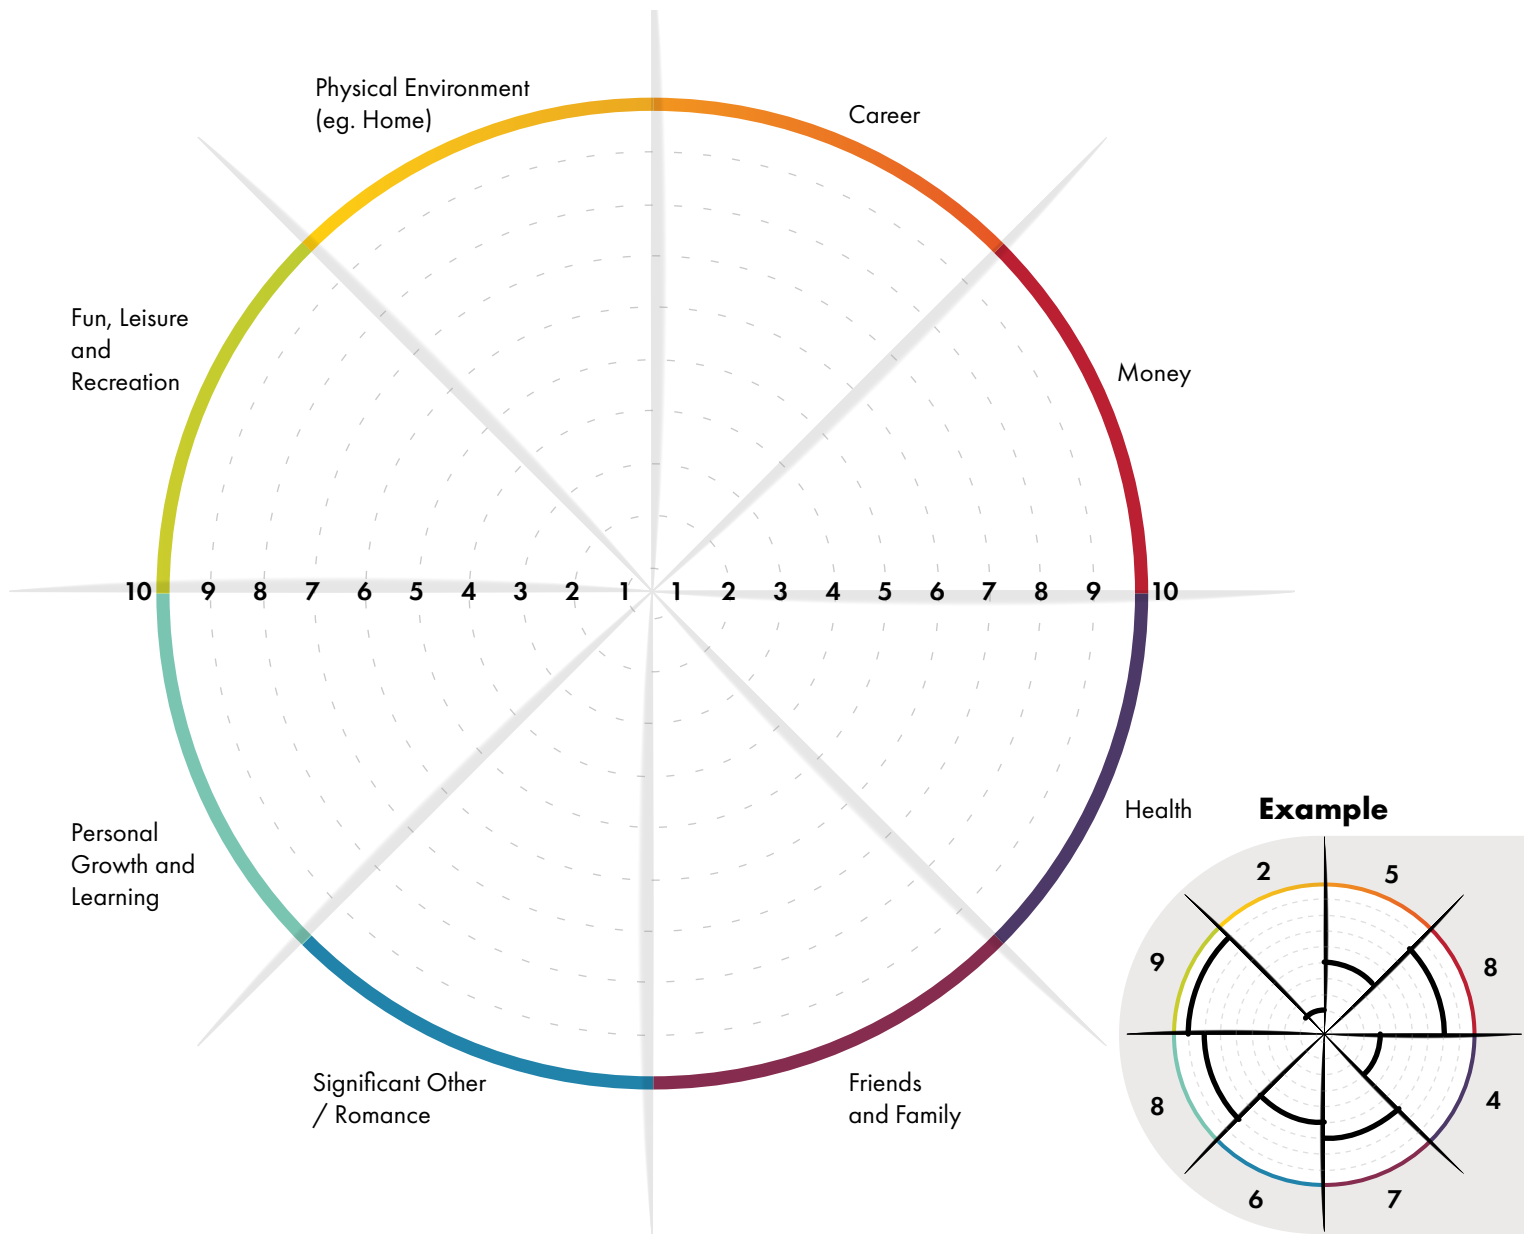 Physical Environment
(eg. Home)
Career
Fun, Leisure
and
Recreation
Money
10 9 8 7 6 5 4 3 2 1 1 2 3 4 5 6 7 8 9 10
Personal
Growth and
Learning
Health
Significant Other
/ Romance
Friends
and Family
Example
2 5
9 8
8 4
6 7